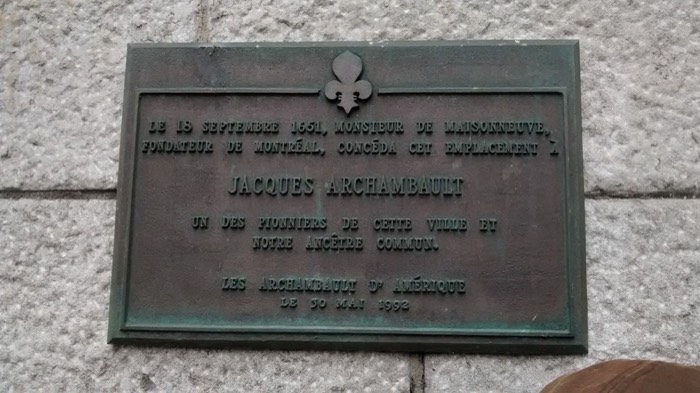 LE 18 SEPTEMBRE 1651, MONSIEUR DE MAISONNEUVE,
FONDATEUR DE MONTRÉAL, CONCÉDA CET EMPLACEMENT À
JACQUES ARCHAMBAULT
UN DES PIONNIERS DE CETTE VILLE ET
NOTRE ANCÊTRE COMMUN.
LES ARCHAMBAULT D'AMÉRIQUE
LE 30 MAI 1992